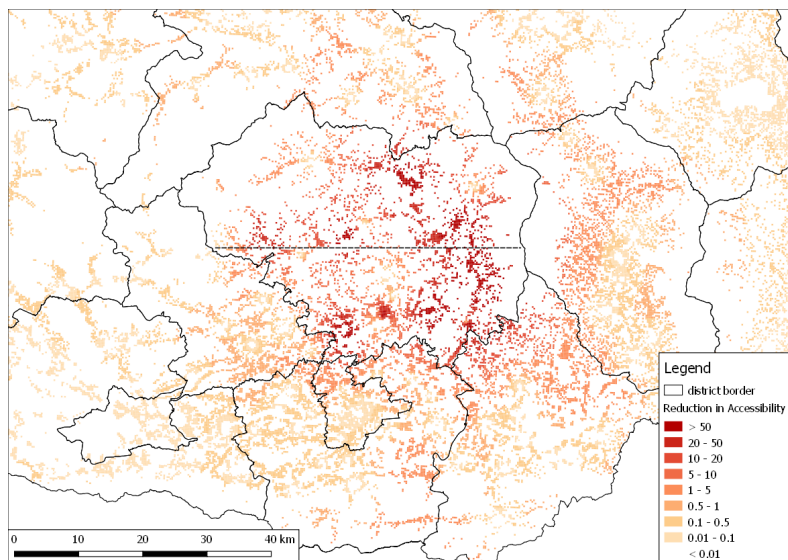 Legend
district border
Reduction in Accessibility
> 50
20 - 50
10 - 20
5 - 10
1 - 5
0.5 - 1
0.1 - 0.5
0.01 - 0.1
< 0.01
0 10 20 30 40 km